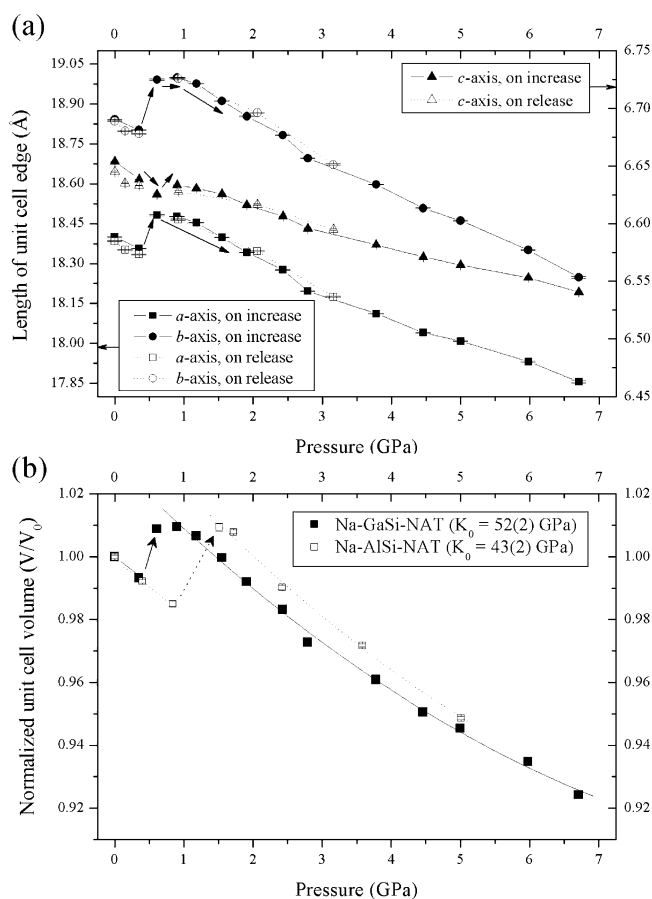 (a)
0 1 2 3 4 5 6 7
19.05
18.90
18.75
18.60
18.45
18.30
18.15
18.00
17.85
Length of unit cell edge (Å)
6.75
6.70
6.65
6.60
6.55
6.50
6.45
c-axis, on increase
c-axis, on release
a-axis, on increase
b-axis, on increase
a-axis, on release
b-axis, on release
0 1 2 3 4 5 6 7
Pressure (GPa)
(b)
0 1 2 3 4 5 6 7
1.02
1.00
0.98
0.96
0.94
0.92
Normalized unit cell volume (V/V0)
1.02
1.00
0.98
0.96
0.94
0.92
Na-GaSi-NAT (K0 = 52(2) GPa)
Na-AlSi-NAT (K0 = 43(2) GPa)
0 1 2 3 4 5 6 7
Pressure (GPa)